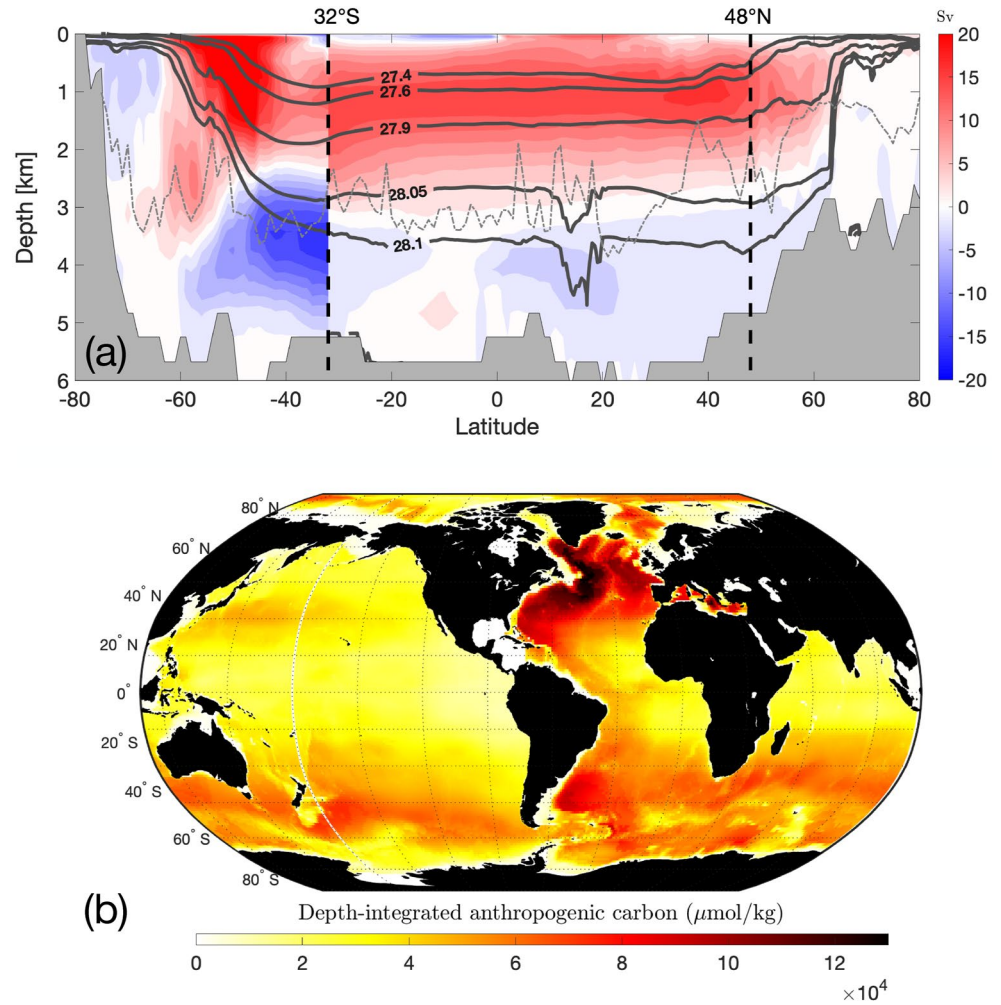 32°S 48°N Sv
0 20
27.4
27.6 15
1
27.9 10
2 5
28.05
3 0
28.1
-5
4
-10
5
-15
(a)
6 -20
Depth [km]
-80 -60 -40 -20 0 20 40 60 80
Latitude
80° N
60° N
40° N
20° N
0°
20° S
40° S
60° S
80° S
(b)
Depth-integrated anthropogenic carbon (μmol/kg)
0 2 4 6 8 10 12
×10⁴